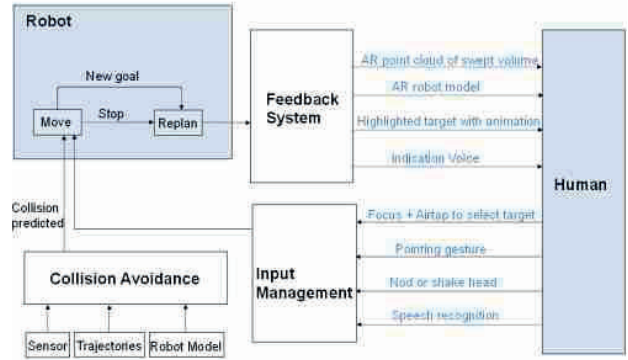 Robot
New goal
Move
Stop
Replan
Feedback
System
AR point cloud of swept volume
AR robot model
Highlighted target with animation
Indication Voice
Human
Collision
predicted
Focus + Airtap to select target
Pointing gesture
Nod or shake head
Speech recognition
Input
Management
Collision Avoidance
Sensor
Trajectories
Robot Model